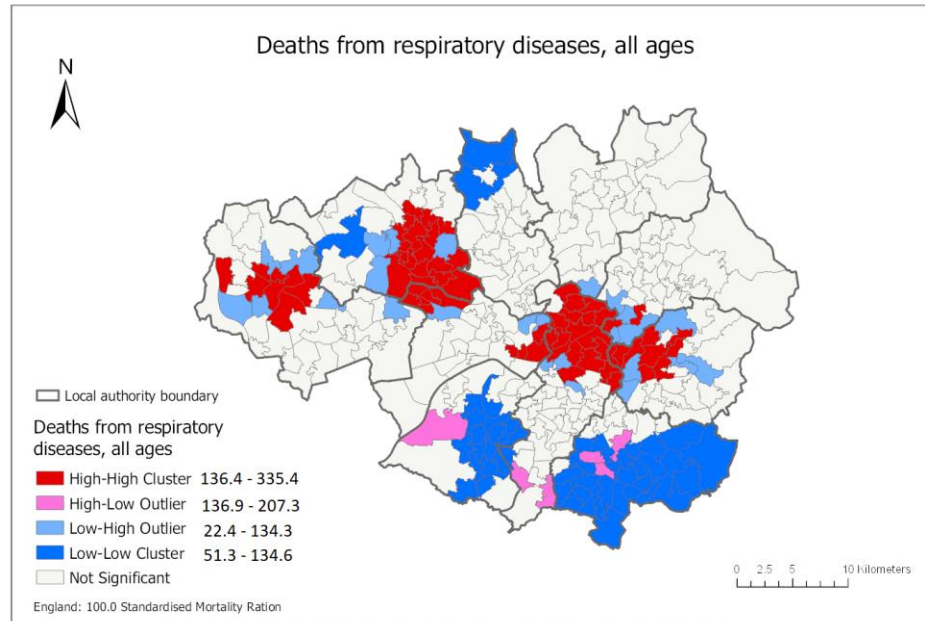 Deaths from respiratory diseases, all ages
N
Local authority boundary
Deaths from respiratory
diseases, all ages
High-High Cluster 136.4 - 335.4
High-Low Outlier 136.9 - 207.3
Low-High Outlier 22.4 - 134.3
Low-Low Cluster 51.3 - 134.6
Not Significant
England: 100.0 Standardised Mortality Ration
0 2.5 5 10 Kilometers